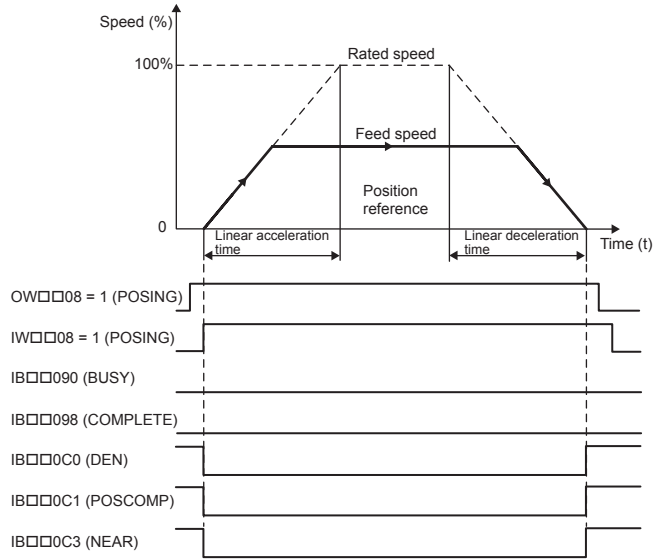 Speed (%)
Rated speed
100%
Feed speed
Position
reference
0
Linear acceleration
time
Linear deceleration
time
Time (t)
OW□□08 = 1 (POSING)
IW□□08 = 1 (POSING)
IB□□090 (BUSY)
IB□□098 (COMPLETE)
IB□□0C0 (DEN)
IB□□0C1 (POSCOMP)
IB□□0C3 (NEAR)